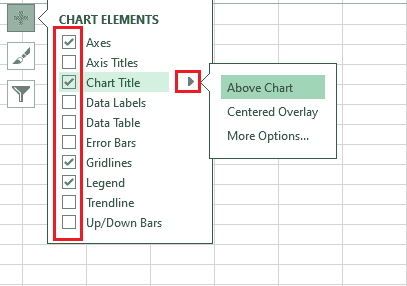 CHART ELEMENTS
Axes
Axis Titles
Chart Title
Data Labels
Data Table
Error Bars
Gridlines
Legend
Trendline
Up/Down Bars
Above Chart
Centered Overlay
More Options...